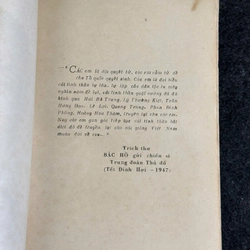 "CÁC em là đội quyết tử. Các em cảm tử để
cho Tổ quốc quyết sinh. Các em là đại biểu
cái tinh thần tự tôn, tự lập của dân tộc ta mấy
nghìn năm để lại, cái tinh thần quật cường đó đã
kinh qua Hai Bà Trưng, Lý Thường Kiệt, Trần
Hưng Đạo, Lê Lợi, Quang Trung, Phan Đình
Phùng, Hoàng Hoa Thám, truyền lại cho các em.
Nay các em gan góc tiếp tục cái tinh thần bất
diệt đó để truyền lại cho nòi giống Việt Nam
muôn đời về sau..."
Trích thư
BÁC HỒ gửi chiến sĩ
Trung đoàn Thủ đô
(Tết Đinh Hợi - 1947)